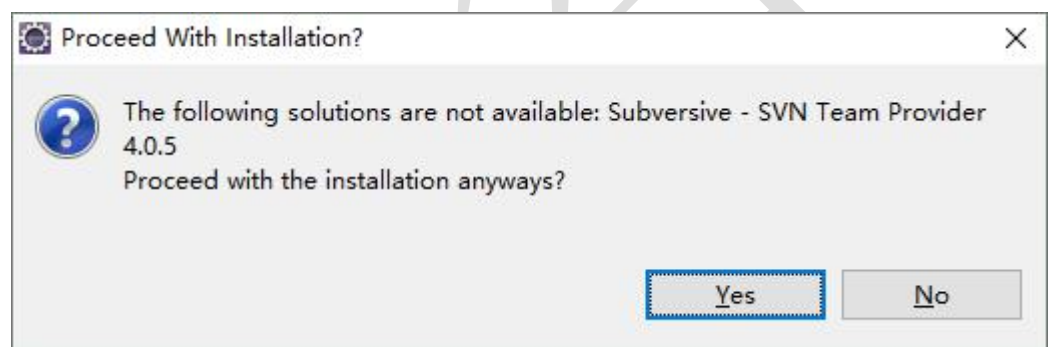 Proceed With Installation?
The following solutions are not available: Subversive - SVN Team Provider
4.0.5
Proceed with the installation anyways?
Yes
No